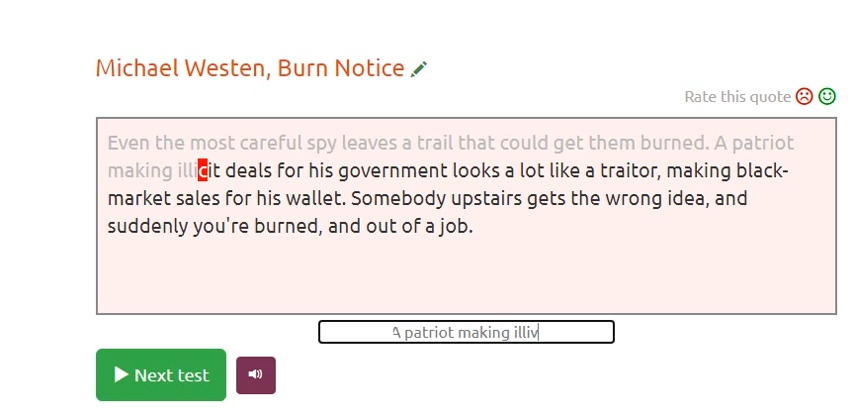 Michael Westen, Burn Notice
Rate this quote
Even the most careful spy leaves a trail that could get them burned. A patriot
making illicit deals for his government looks a lot like a traitor, making black-
market sales for his wallet. Somebody upstairs gets the wrong idea, and
suddenly you're burned, and out of a job.
A patriot making illiv
Next test